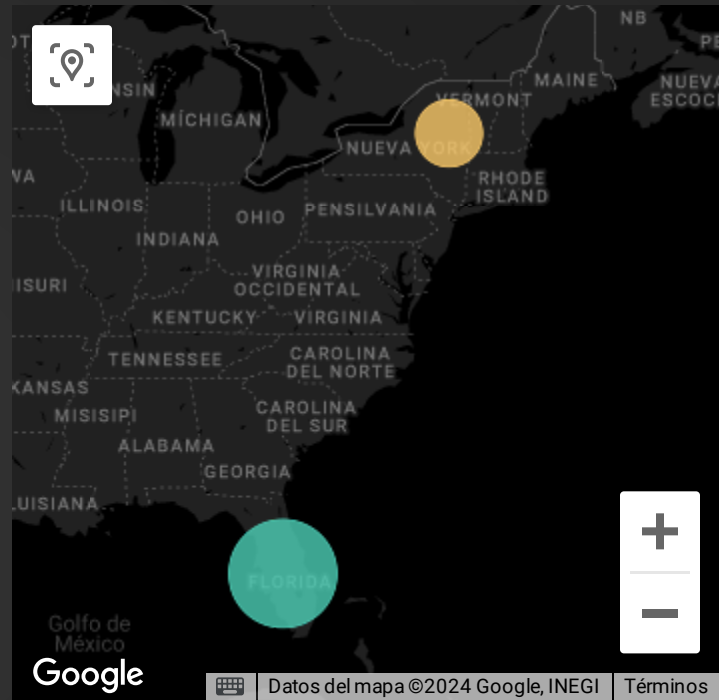 NB
MAINE
VERMONT
NUEVA
ESCOCI
NSIN
MÍCHIGAN
NUEVA YORK
RHODE
ISLAND
WA
ILLINOIS
OHIO
PENSILVANIA
INDIANA
VIRGINIA
OCCIDENTAL
ISURI
KENTUCKY
VIRGINIA
TENNESSEE
CAROLINA
DEL NORTE
KANSAS
MISISIPI
CAROLINA
DEL SUR
ALABAMA
GEORGIA
LUISIANA
FLORIDA
Golfo de
México
Google
Datos del mapa ©2024 Google, INEGI
Términos